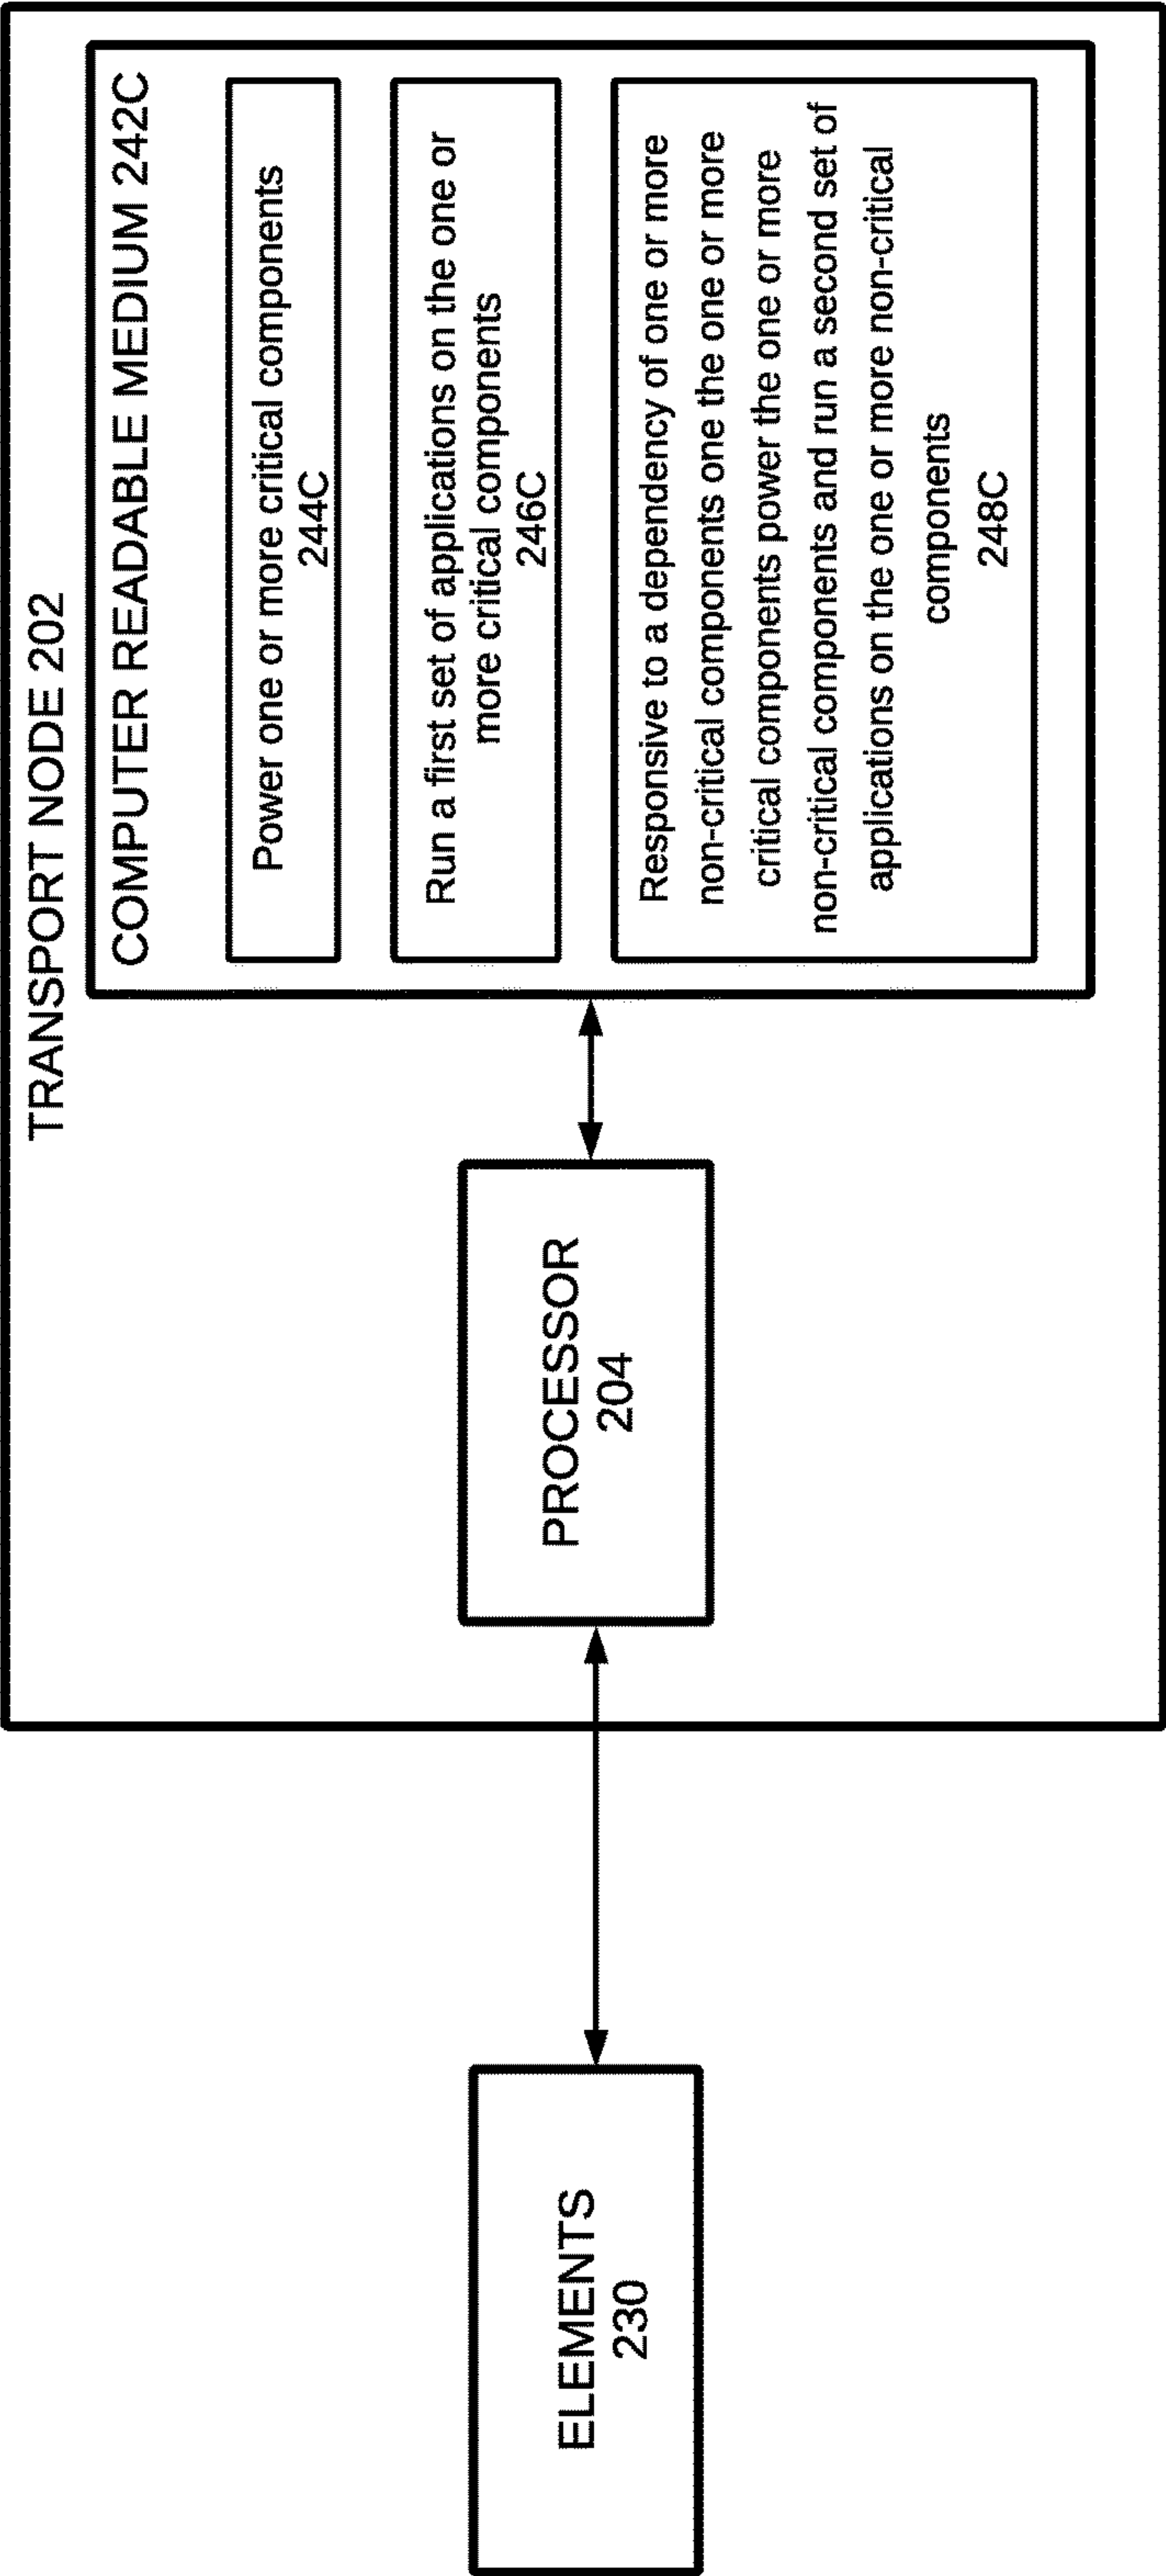 TRANSPORT NODE 202
COMPUTER READABLE MEDIUM 242C
Power one or more critical components
244C
Run a first set of applications on the one or
more critical components
246C
Responsive to a dependency of one or more
non-critical components one the one or more
critical components power the one or more
non-critical components and run a second set of
applications on the one or more non-critical
components
248C
PROCESSOR
204
ELEMENTS
230